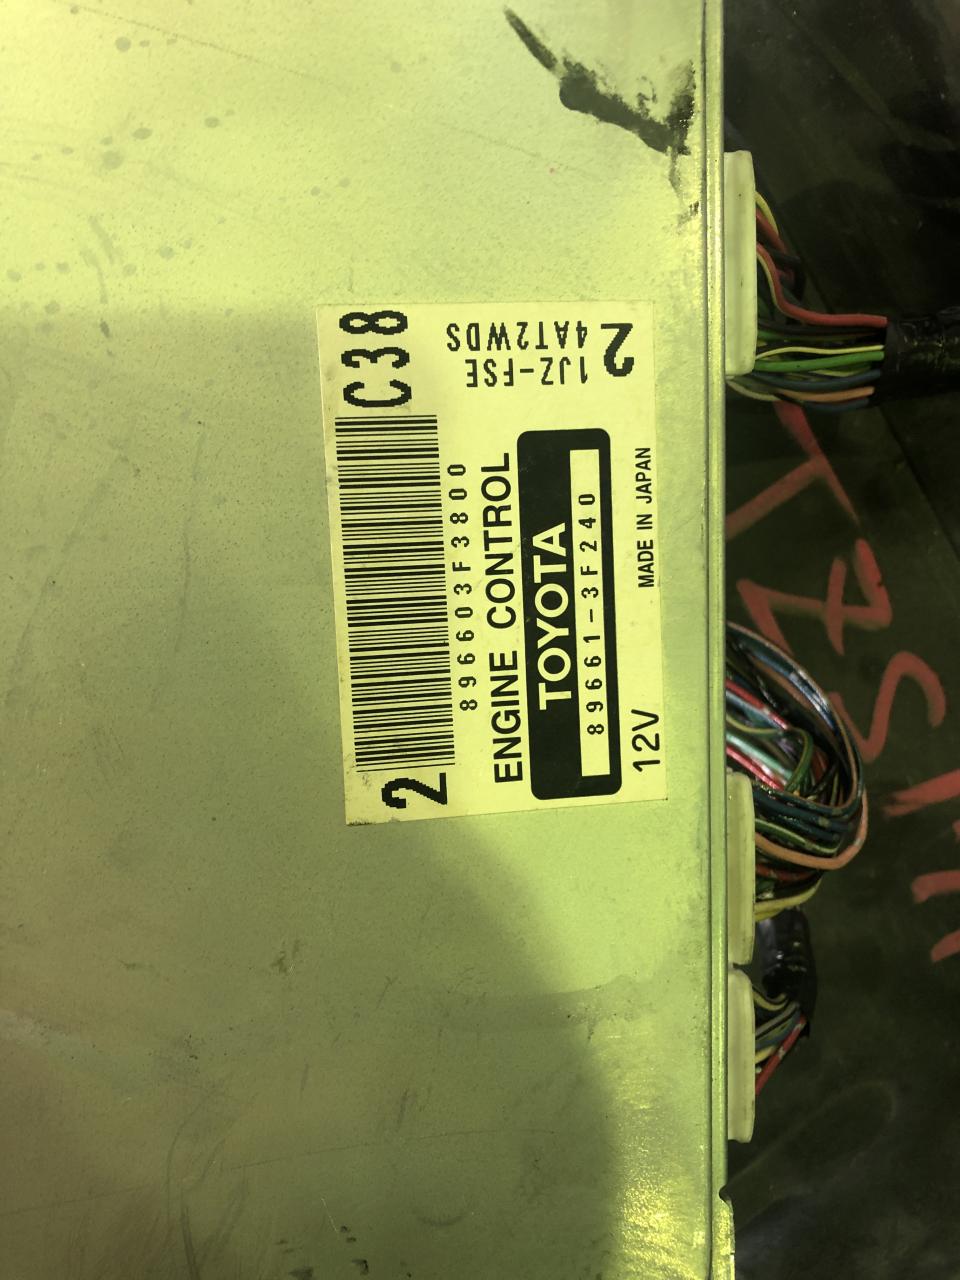 2 C38
896603F3800
ENGINE CONTROL
TOYOTA
89661-3F240
12V MADE IN JAPAN
2
1JZ-FSE
4AT2WDS